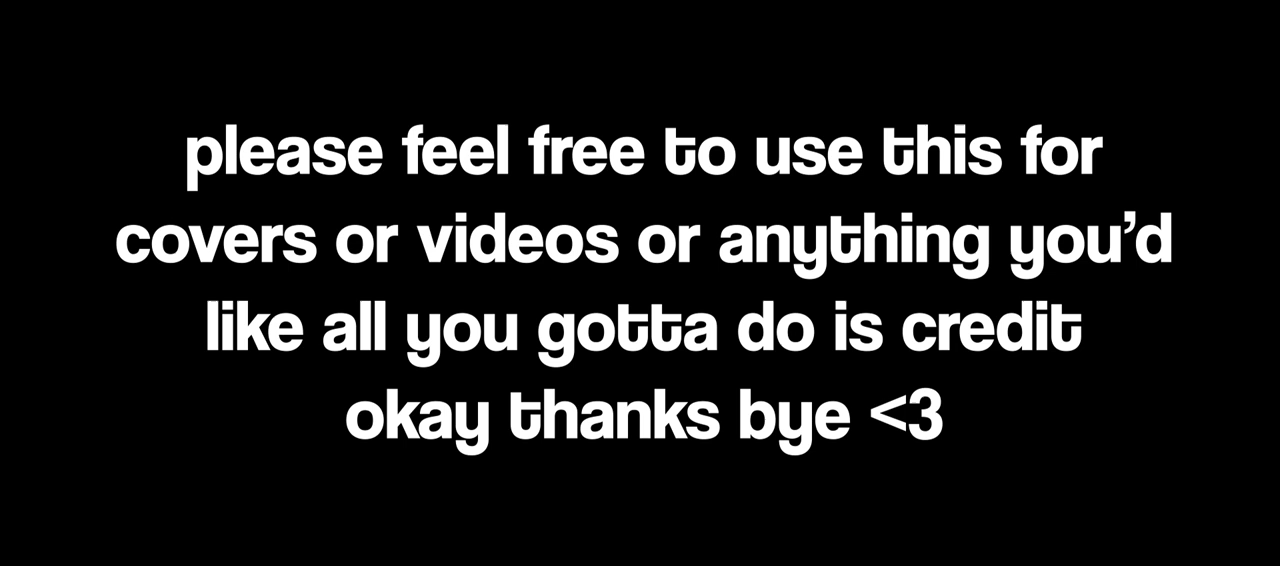 please feel free to use this for
covers or videos or anything you’d
like all you gotta do is credit
okay thanks bye <3